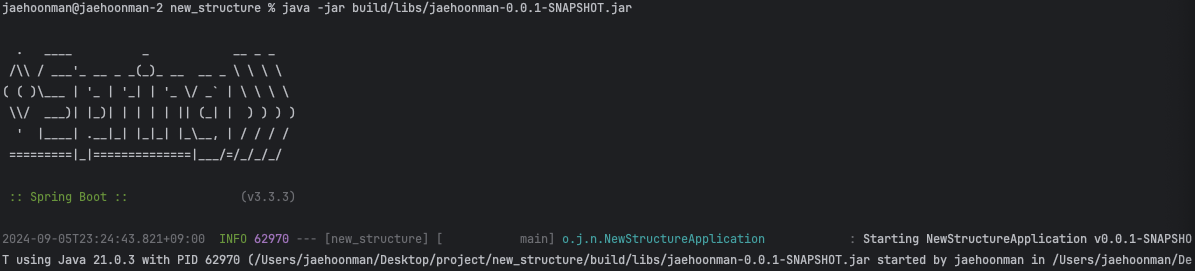 jaehoonman@jaehoonman-2 new_structure % java -jar build/libs/jaehoonman-0.0.1-SNAPSHOT.jar
  .   ____          _            __ _ _
 /\\ / ___'_ __ _ _(_)_ __  __ _ \ \ \ \
( ( )\___ | '_ | '_| | '_ \/ _` | \ \ \ \
 \\/  ___)| |_)| | | | | || (_| |  ) ) ) )
  '  |____| .__|_| |_|_| |_\__, | / / / /
 =========|_|==============|___/=/_/_/_/
 :: Spring Boot ::                (v3.3.3)
2024-09-05T23:24:43.821+09:00  INFO 62970 --- [new_structure] [           main] o.j.n.NewStructureApplication            : Starting NewStructureApplication v0.0.1-SNAPSHO
T using Java 21.0.3 with PID 62970 (/Users/jaehoonman/Desktop/project/new_structure/build/libs/jaehoonman-0.0.1-SNAPSHOT.jar started by jaehoonman in /Users/jaehoonman/De